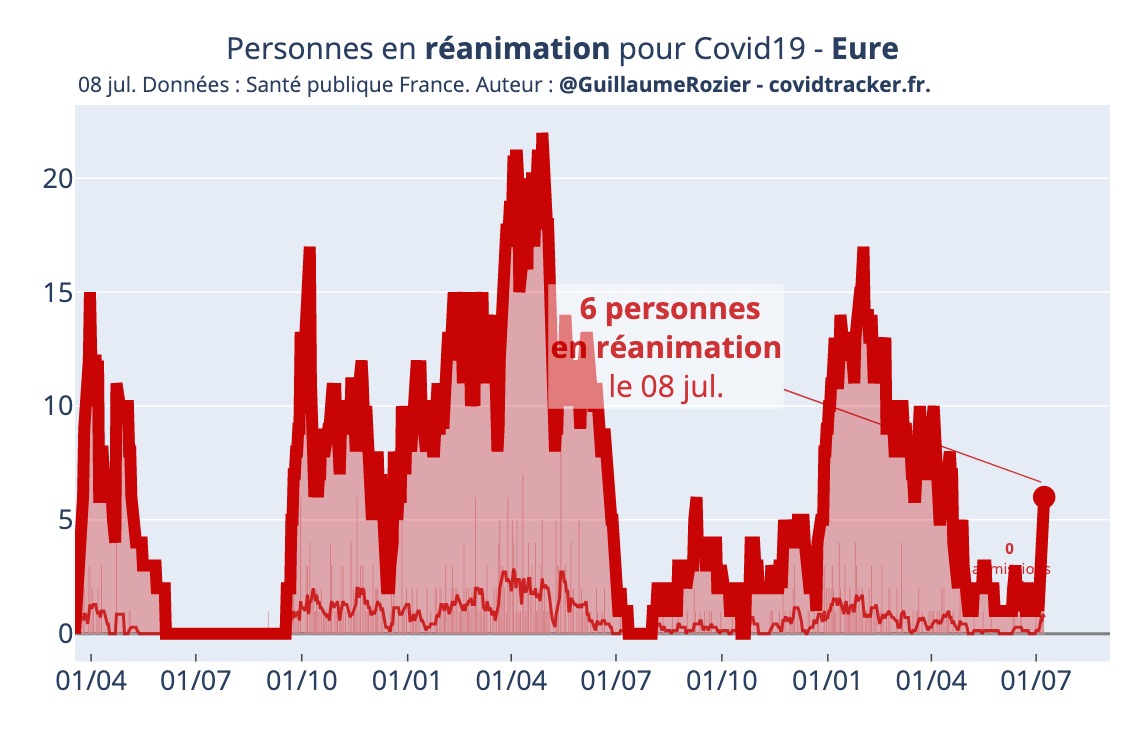 Personnes en réanimation pour Covid19 - Eure
08 jul. Données : Santé publique France. Auteur : @GuillaumeRozier - covidtracker.fr.
20
15
10
5
0
6 personnes
en réanimation
le 08 jul.
0
admissions
01/04 01/07 01/10 01/01 01/04 01/07 01/10 01/01 01/04 01/07